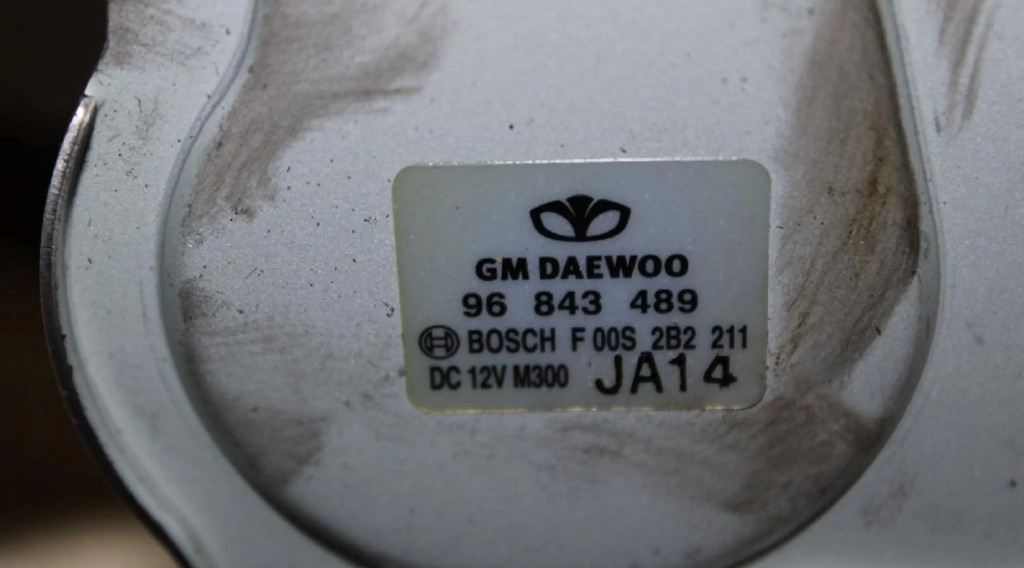 GM DAEWOO
96 843 489
BOSCH F 00S 2B2 211
DC 12V M300 JA14